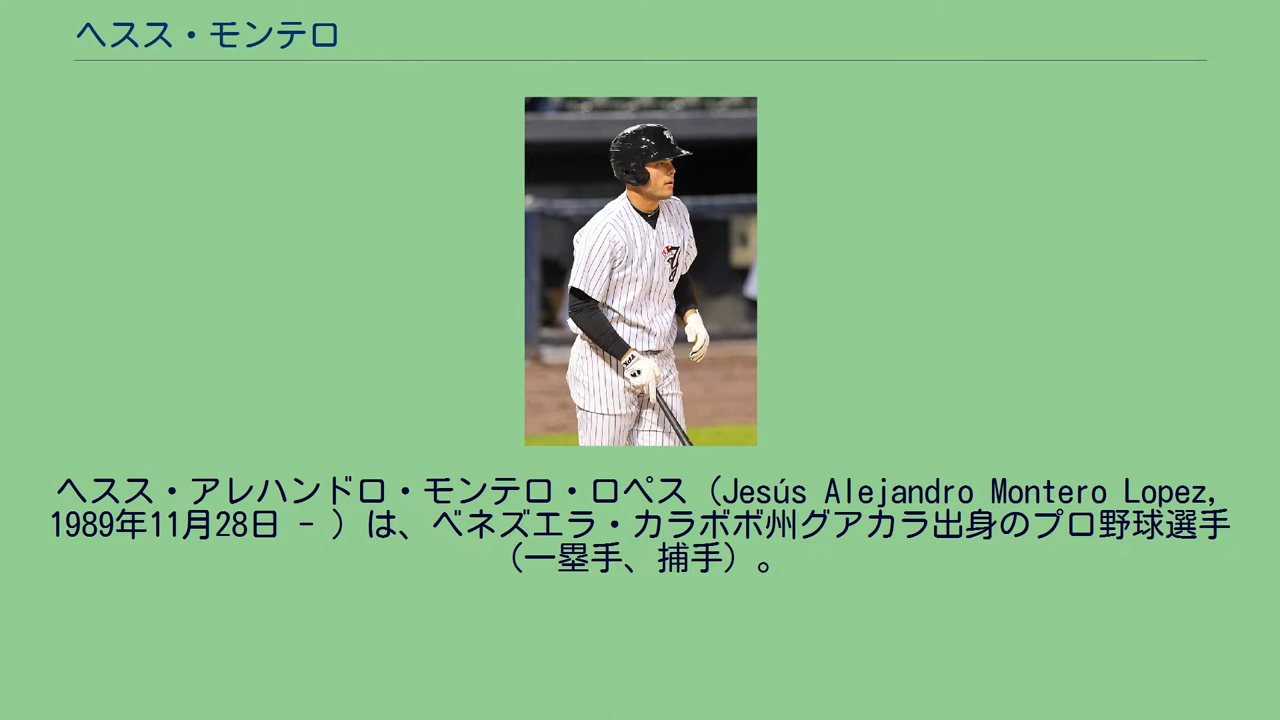 ヘスス・モンテロ
ヘスス・アレハンドロ・モンテロ・ロペス（Jesús Alejandro Montero Lopez,
1989年11月28日 - ）は、ベネズエラ・カラボボ州グアカラ出身のプロ野球選手
（一塁手、捕手）。